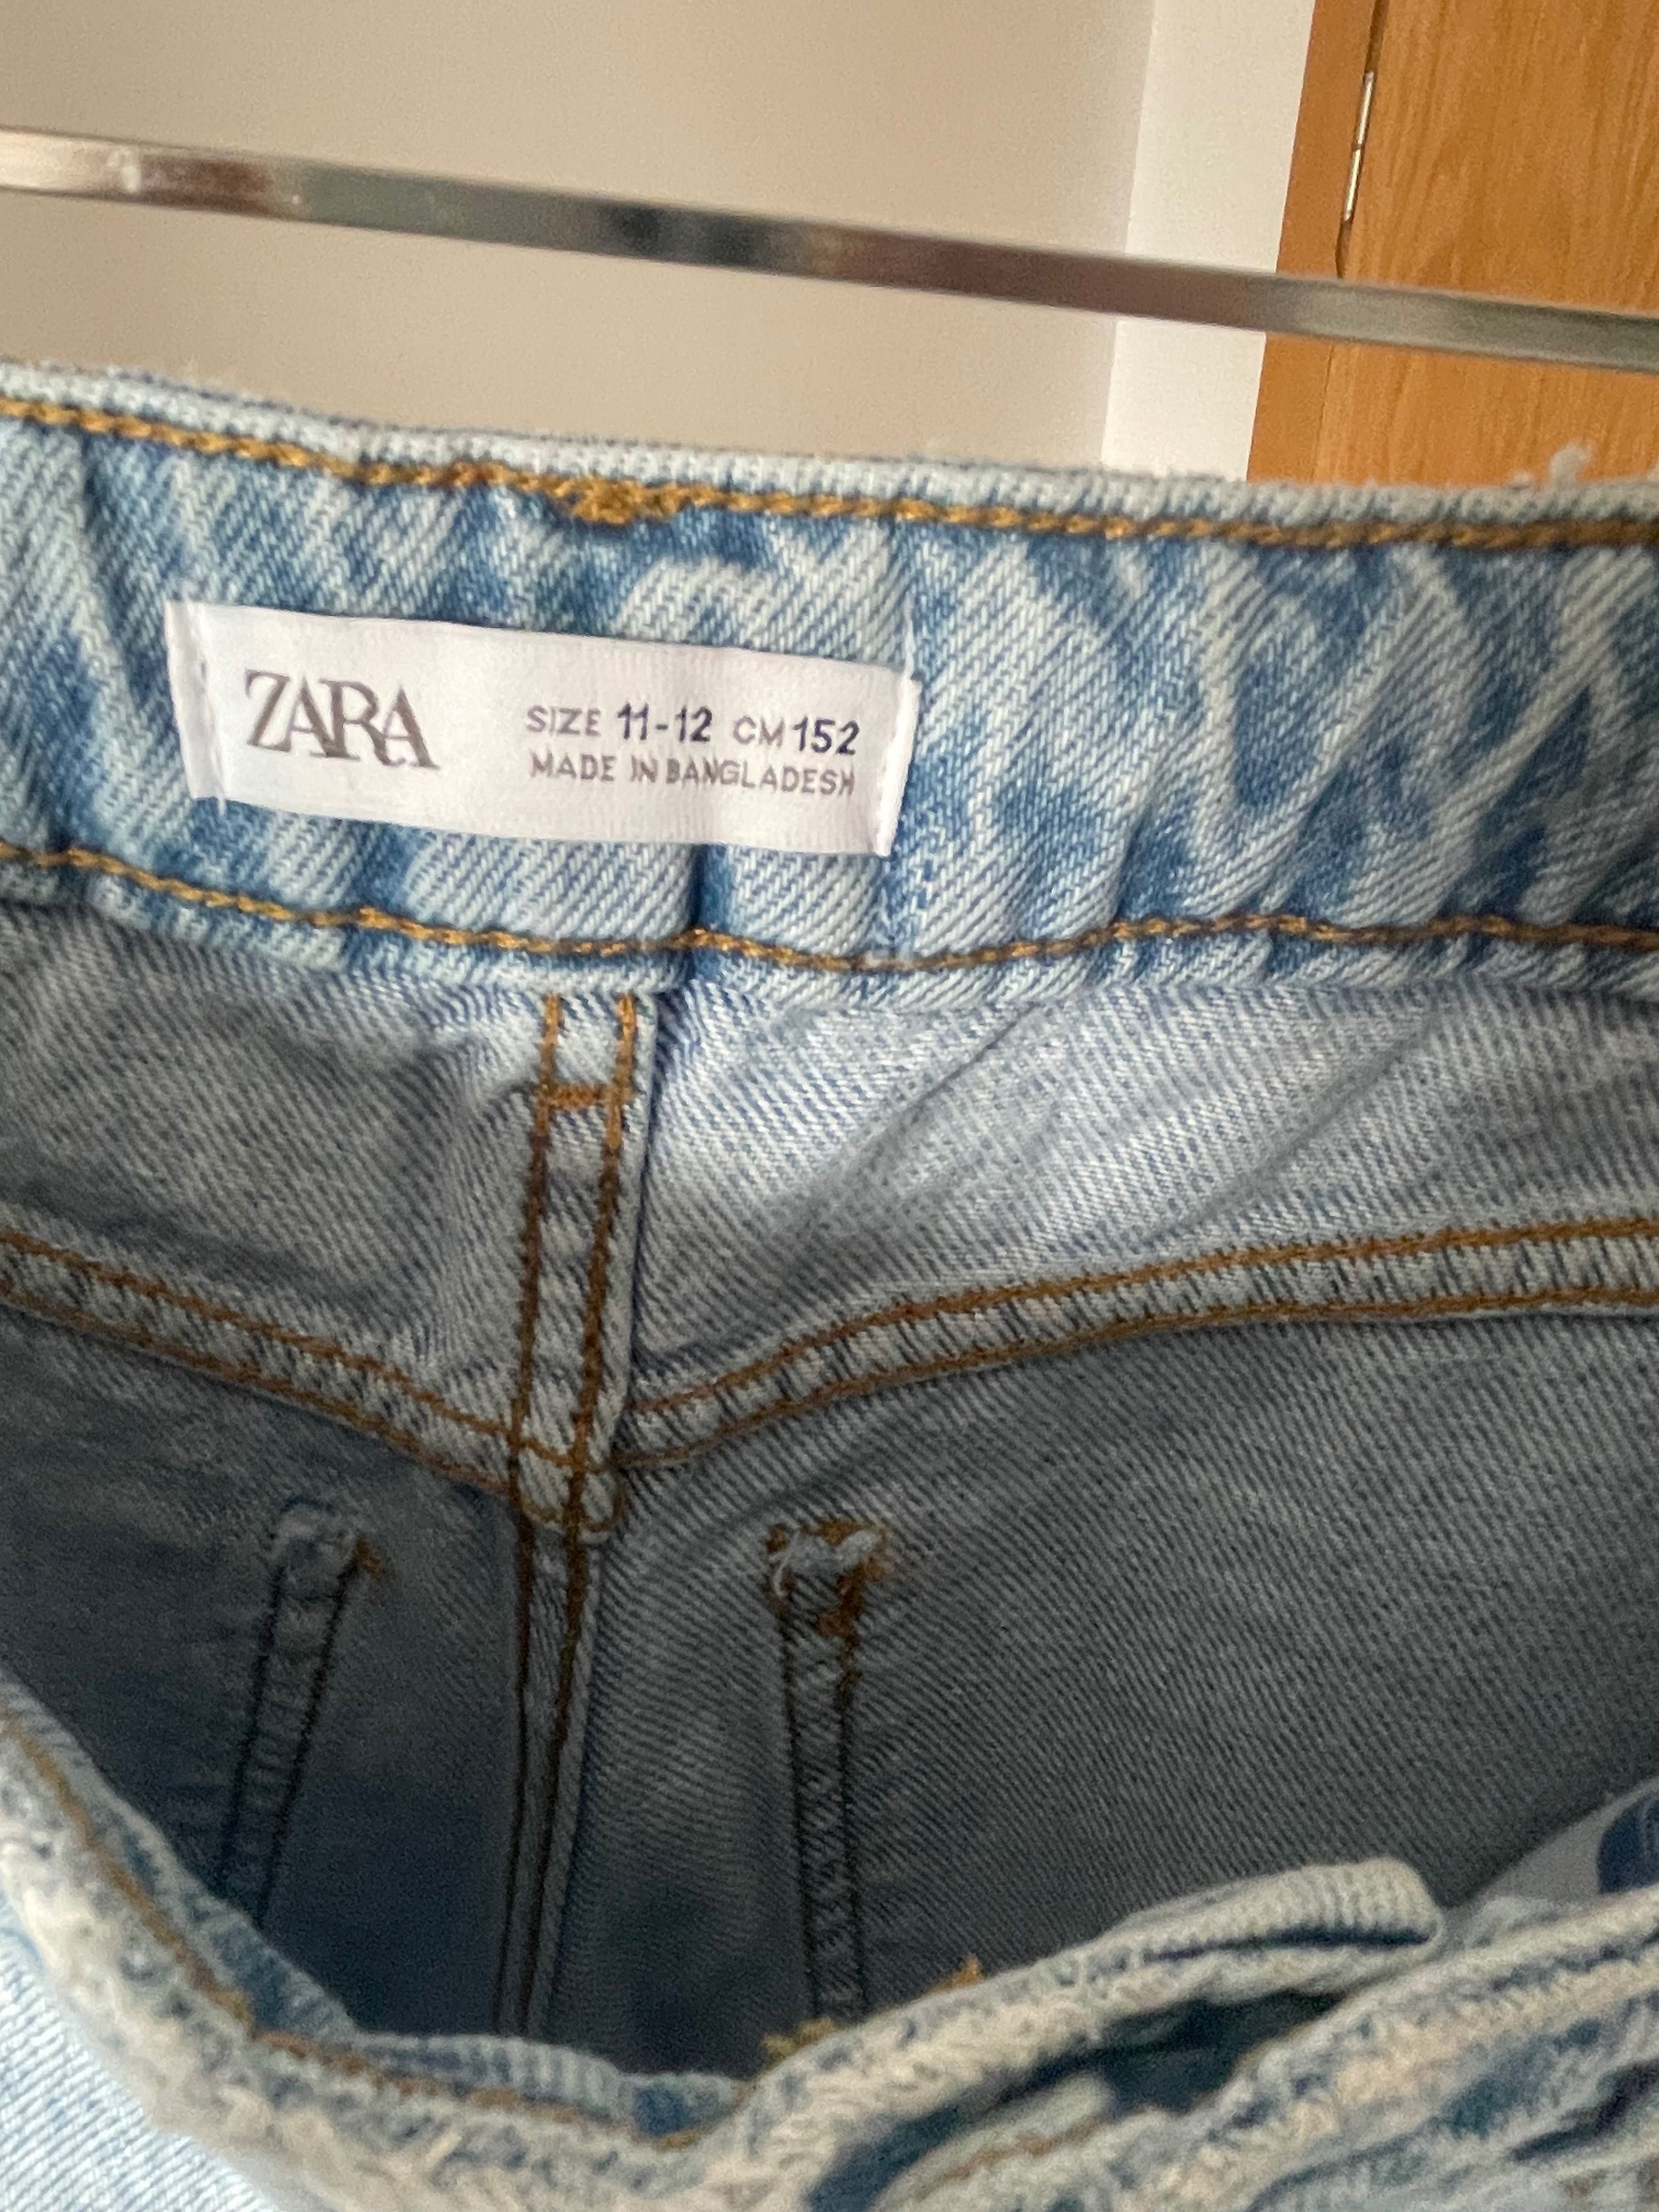 ZARA
SIZE 11-12 CM 152
MADE IN BANGLADESH